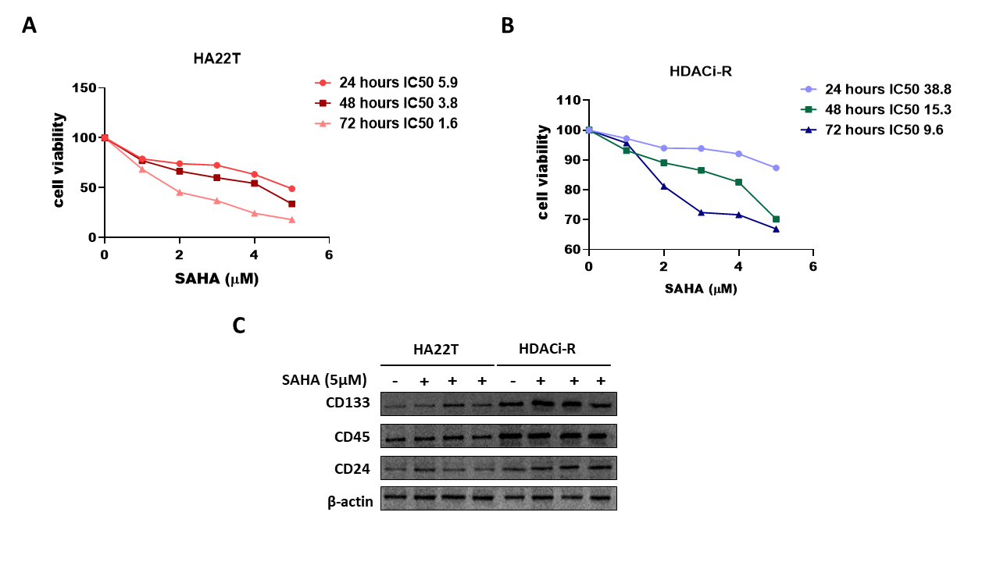 A
HA22T
150
100
50
0
cell viability
0 2 4 6
SAHA (μM)
24 hours IC50 5.9
48 hours IC50 3.8
72 hours IC50 1.6
B
HDACi-R
110
100
90
80
70
60
cell viability
0 2 4 6
SAHA (μM)
24 hours IC50 38.8
48 hours IC50 15.3
72 hours IC50 9.6
C
HA22T HDACi-R
SAHA (5μM) - + + + - + + +
CD133
CD45
CD24
β-actin